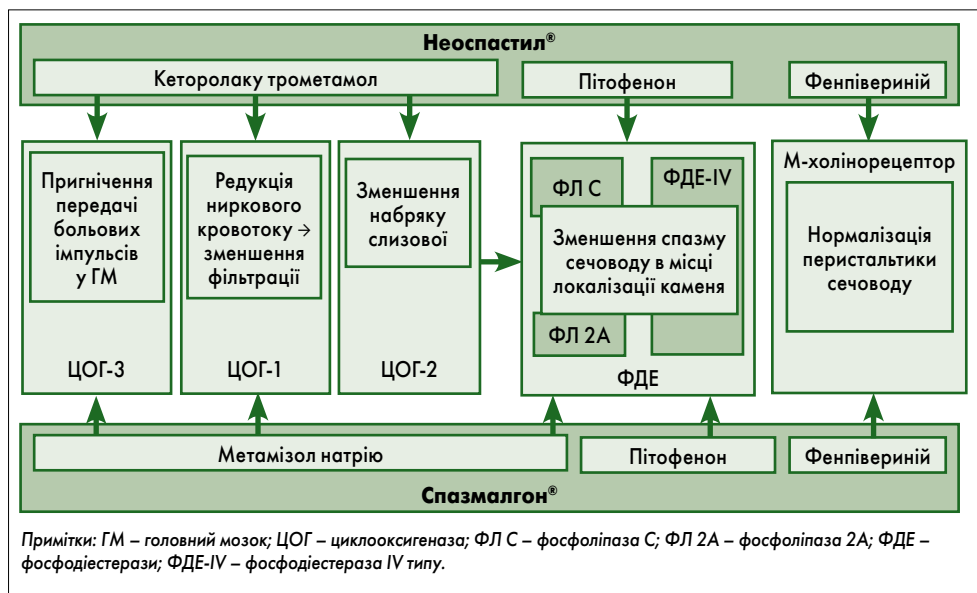 Неоспастил®
Кеторолаку трометамол
Пітофенон
Фенпівериній
Пригнічення
передачі
больових
імпульсів
у ГМ
ЦОГ-3
Редукція
ниркового
кровотоку →
зменшення
фільтрації
ЦОГ-1
Зменшення
набряку
слизової
ЦОГ-2
ФЛ С
ФДЕ-IV
Зменшення спазму
сечоводу в місці
локалізації каменя
ФЛ 2А
ФДЕ
М-холінорецептор
Нормалізація
перистальтики
сечоводу
Метамізол натрію
Пітофенон
Фенпівериній
Спазмалгон®
Примітки: ГМ – головний мозок; ЦОГ – циклооксигеназа; ФЛ С – фосфоліпаза С; ФЛ 2А – фосфоліпаза 2А; ФДЕ –
фосфодіестерази; ФДЕ-IV – фосфодіестераза IV типу.